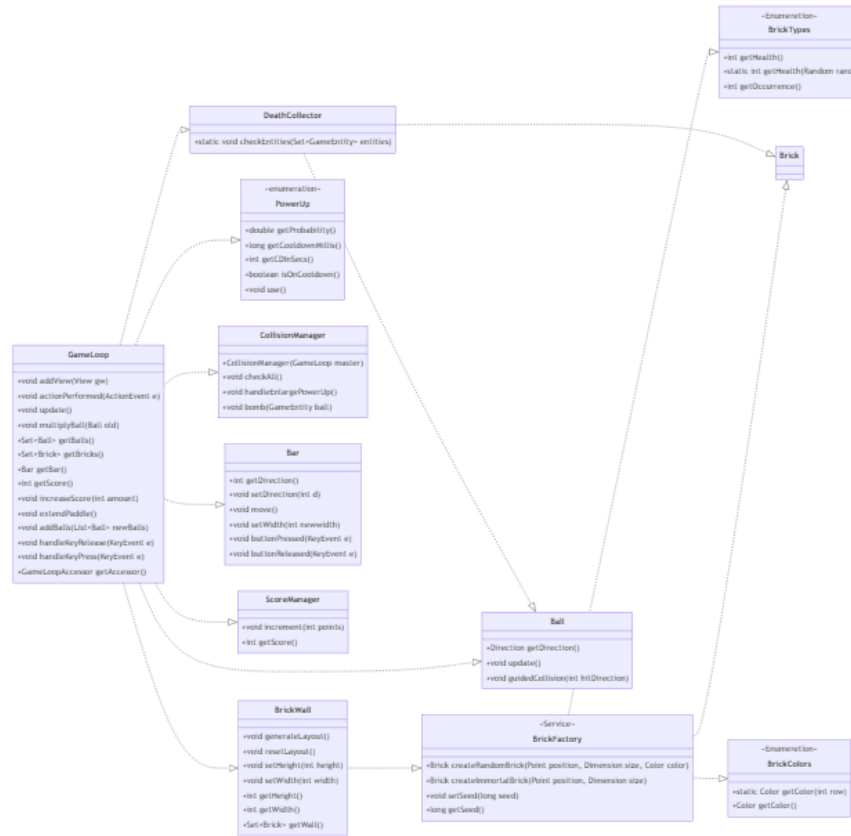 «Enumeretion»
BrickTypes
+int getHealth()
+static int getHealth(Random rand
+int getOccurrence()
DeathCollector
+static void checkEntities(Set<GameEntity> entities)
Brick
«enumeration»
PowerUp
+double getProbability()
+long getCooldownMillis()
+int getCDInSecs()
+boolean isOnCooldown()
+void use()
CollisionManager
+CollisionManager(GameLoop master)
+void checkAll()
+void handleEnlargePowerUp()
+void bomb(GameEntity ball)
GameLoop
+void addView(View gw)
+void actionPerformed(ActionEvent e)
+void update()
+void multiplyBall(Ball old)
+Set<Ball> getBalls()
+Set<Brick> getBricks()
+Bar getBar()
+int getScore()
+void increaseScore(int amount)
+void extendPaddle()
+void addBalls(List<Ball> newBalls)
+void handleKeyRelease(KeyEvent e)
+void handleKeyPress(KeyEvent e)
+GameLoopAccessor getAccessor()
Bar
+int getDirection()
+void setDirection(int d)
+void move()
+void setWidth(int newwidth)
+void buttonPressed(KeyEvent e)
+void buttonReleased(KeyEvent e)
ScoreManager
+void increment(int points)
+int getScore()
Ball
+Direction getDirection()
+void update()
+void guidedCollision(int hitDirection)
BrickWall
+void generateLayout()
+void resetLayout()
+void setHeight(int height)
+void setWidth(int width)
+int getHeight()
+int getWidth()
+Set<Brick> getWall()
«Service»
BrickFactory
+Brick createRandomBrick(Point position, Dimension size, Color color)
+Brick createImmortalBrick(Point position, Dimension size)
+void setSeed(long seed)
+long getSeed()
«Enumeretion»
BrickColors
+static Color getColor(int row)
+Color getColor()